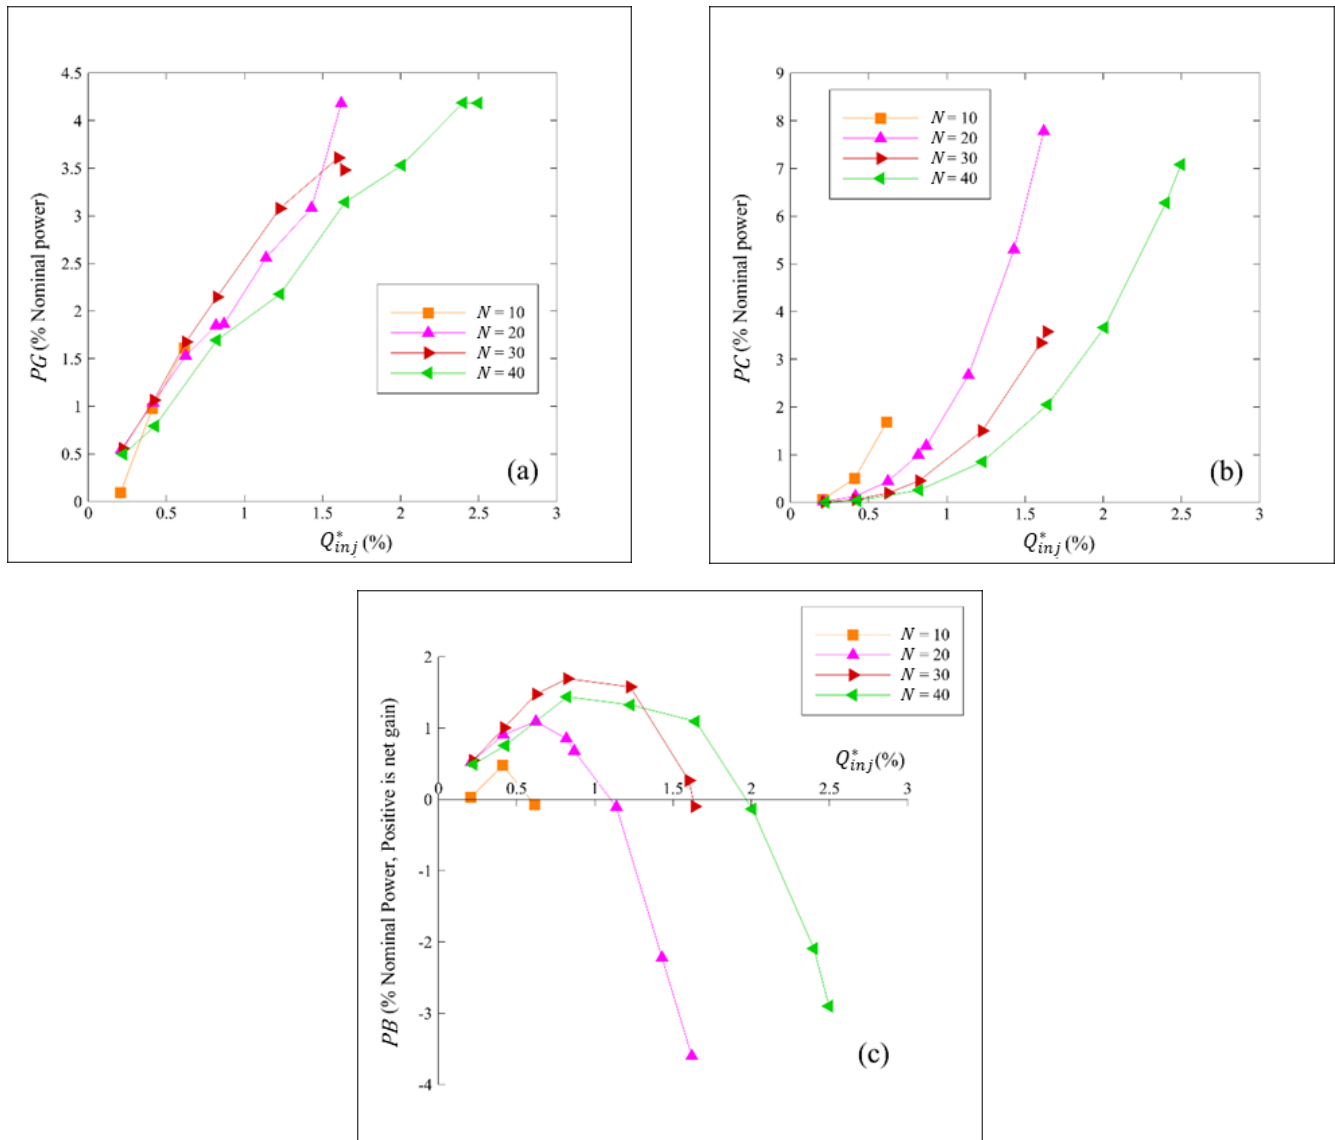 PG (% Nominal power)
4.5
4
3.5
3
2.5
2
1.5
1
0.5
0
0 0.5 1 1.5 2 2.5 3
Q*inj (%)
N = 10
N = 20
N = 30
N = 40
(a)
PC (% Nominal power)
9
8
7
6
5
4
3
2
1
0
0 0.5 1 1.5 2 2.5 3
Q*inj (%)
N = 10
N = 20
N = 30
N = 40
(b)
PB (% Nominal Power, Positive is net gain)
2
1
0
-1
-2
-3
-4
0 0.5 1 1.5 2 2.5 3
Q*inj (%)
N = 10
N = 20
N = 30
N = 40
(c)